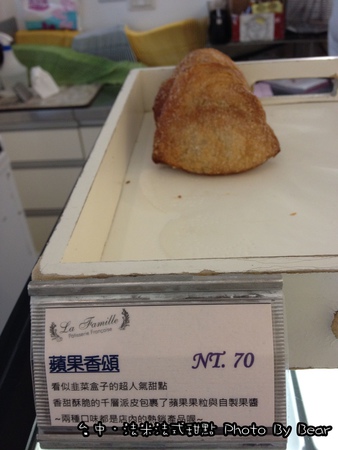 La Famille
Pâtisserie Française
蘋果香頌 NT. 70
看似韭菜盒子的超人氣甜點
香甜酥脆的千層派皮包裹了蘋果果粒與自製果醬
~兩種口味都是店內的熱銷產品喔~
台中‧法米法式甜點 Photo By Bear